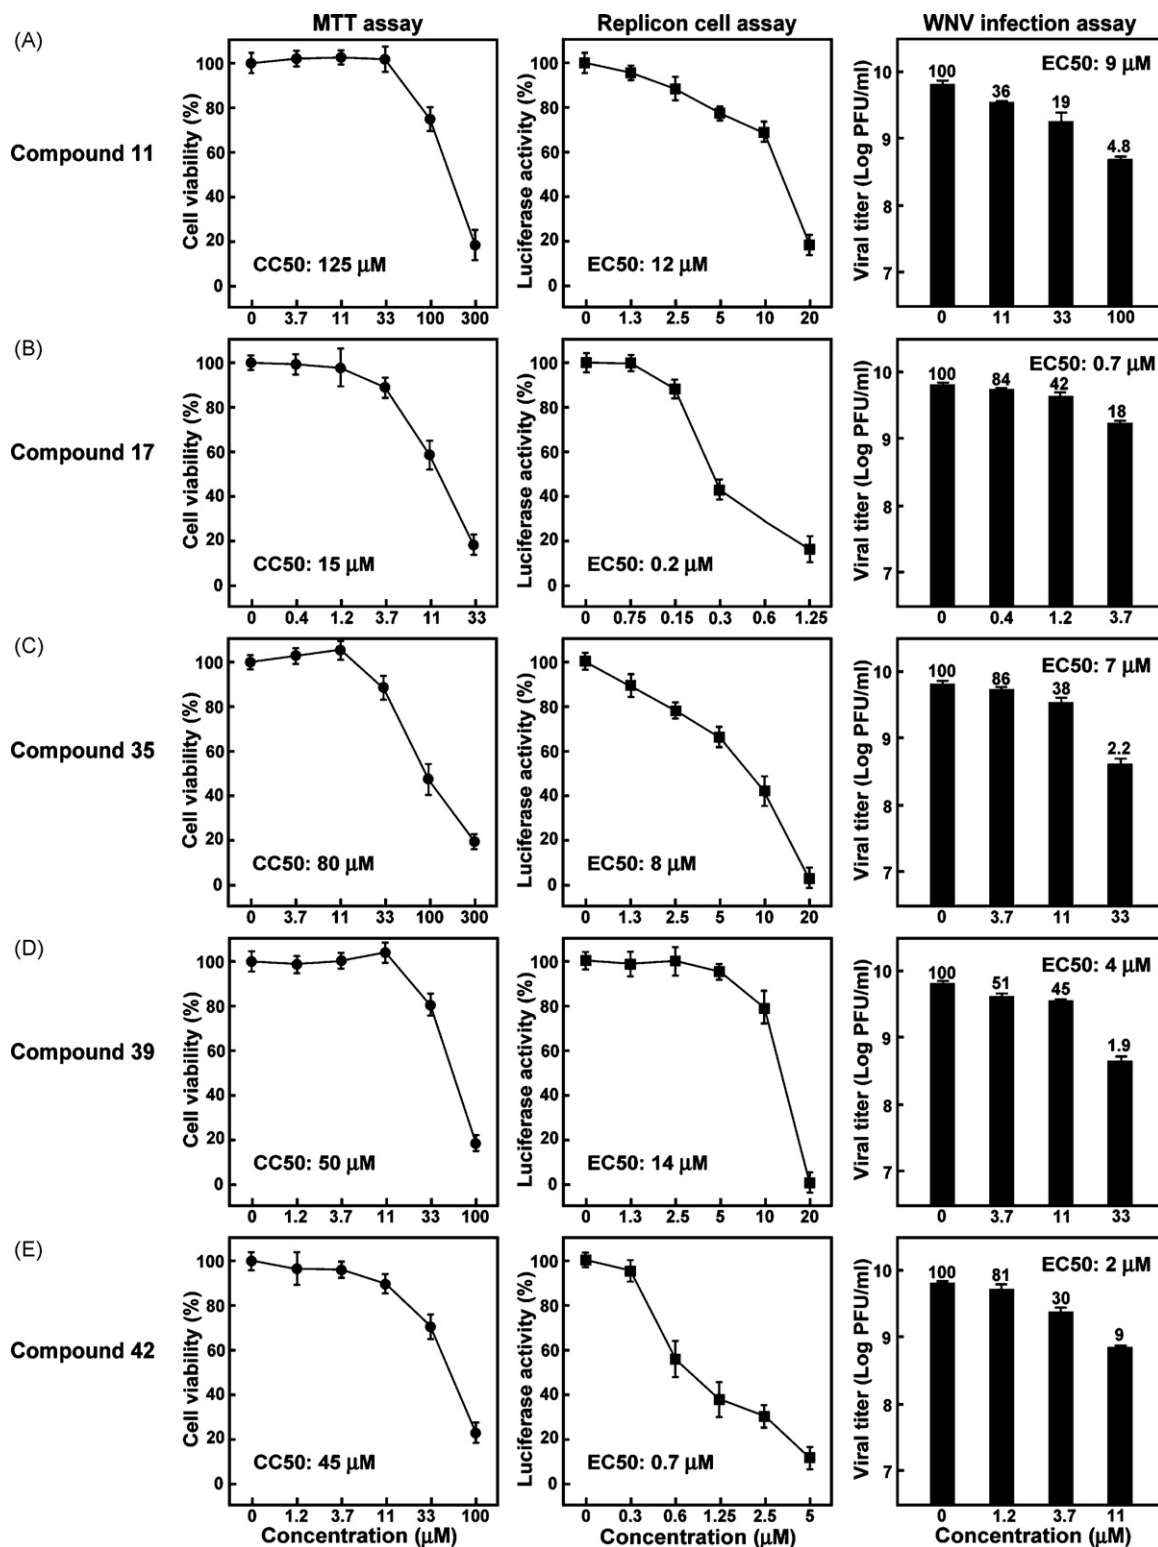 MTT assay Replicon cell assay WNV infection assay
(A)
Compound 11
Cell viability (%)
100
80
60
40
20
0
CC50: 125 μM
0 3.7 11 33 100 300
Luciferase activity (%)
100
80
60
40
20
0
EC50: 12 μM
0 1.3 2.5 5 10 20
Viral titer (Log PFU/ml)
10
9
8
7
EC50: 9 μM
100 36 19 4.8
0 11 33 100
(B)
Compound 17
Cell viability (%)
100
80
60
40
20
0
CC50: 15 μM
0 0.4 1.2 3.7 11 33
Luciferase activity (%)
100
80
60
40
20
0
EC50: 0.2 μM
0 0.75 0.15 0.3 0.6 1.25
Viral titer (Log PFU/ml)
10
9
8
7
EC50: 0.7 μM
100 84 42 18
0 0.4 1.2 3.7
(C)
Compound 35
Cell viability (%)
100
80
60
40
20
0
CC50: 80 μM
0 3.7 11 33 100 300
Luciferase activity (%)
100
80
60
40
20
0
EC50: 8 μM
0 1.3 2.5 5 10 20
Viral titer (Log PFU/ml)
10
9
8
7
EC50: 7 μM
100 86 38 2.2
0 3.7 11 33
(D)
Compound 39
Cell viability (%)
100
80
60
40
20
0
CC50: 50 μM
0 1.2 3.7 11 33 100
Luciferase activity (%)
100
80
60
40
20
0
EC50: 14 μM
0 1.3 2.5 5 10 20
Viral titer (Log PFU/ml)
10
9
8
7
EC50: 4 μM
100 51 45 1.9
0 3.7 11 33
(E)
Compound 42
Cell viability (%)
100
80
60
40
20
0
CC50: 45 μM
0 1.2 3.7 11 33 100
Concentration (μM)
Luciferase activity (%)
100
80
60
40
20
0
EC50: 0.7 μM
0 0.3 0.6 1.25 2.5 5
Concentration (μM)
Viral titer (Log PFU/ml)
10
9
8
7
EC50: 2 μM
100 81 30 9
0 1.2 3.7 11
Concentration (μM)